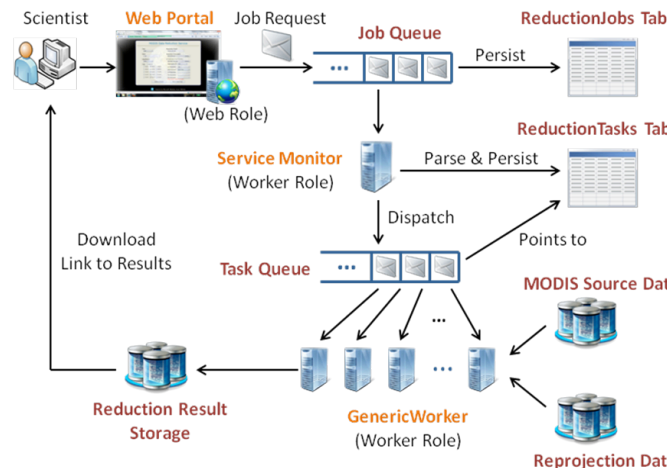 Scientist
Web Portal
Job Request
(Web Role)
Job Queue
Persist
ReductionJobs Tab
Service Monitor
(Worker Role)
Parse & Persist
ReductionTasks Tab
Dispatch
Points to
Download
Link to Results
Task Queue
MODIS Source Dat
Reduction Result
Storage
GenericWorker
(Worker Role)
Reprojection Dat